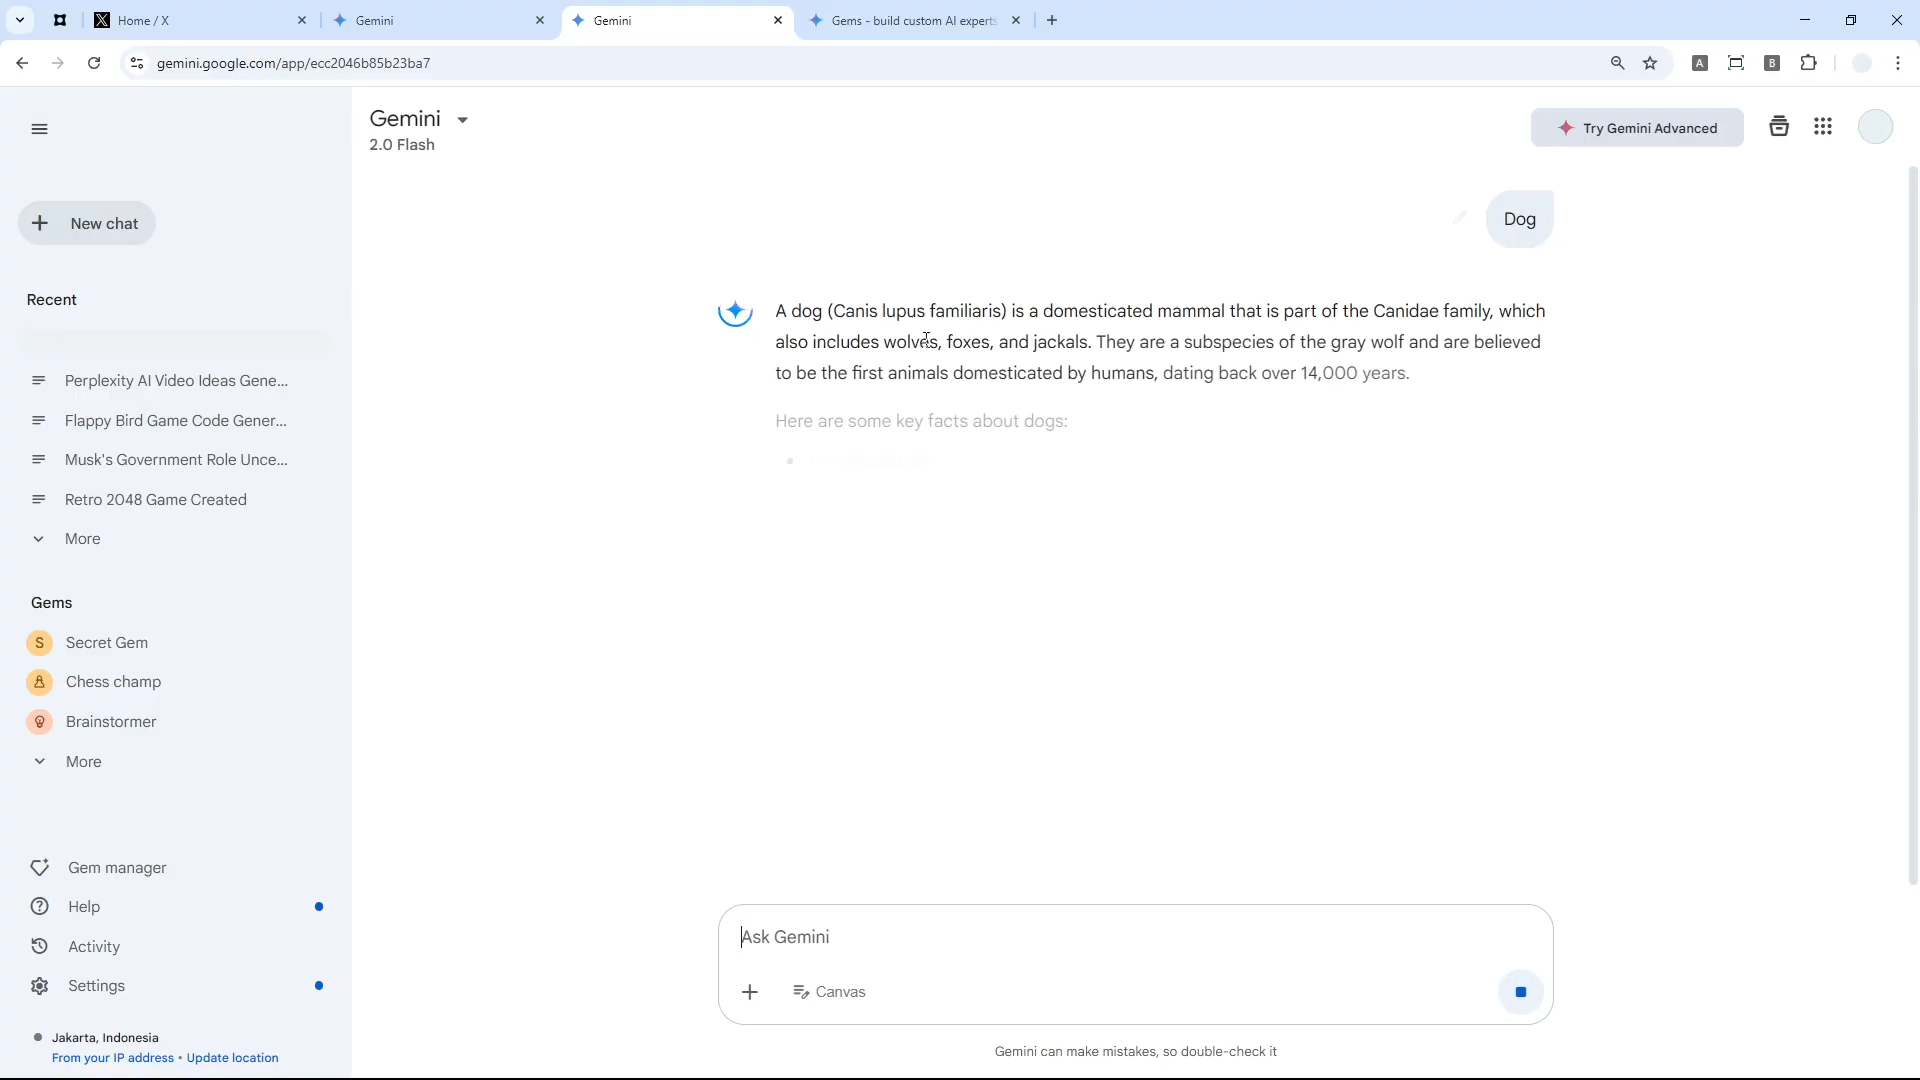 Home / X
Gemini
Gemini
Gems - build custom AI experts
gemini.google.com/app/ecc2046b85b23ba7
A
B
Gemini
2.0 Flash
Try Gemini Advanced
New chat
Recent
Perplexity AI Video Ideas Gene...
Flappy Bird Game Code Gener...
Musk's Government Role Unce...
Retro 2048 Game Created
More
Gems
S
Secret Gem
Chess champ
Brainstormer
More
Gem manager
Help
Activity
Settings
Jakarta, Indonesia
From your IP address • Update location
Dog
A dog (Canis lupus familiaris) is a domesticated mammal that is part of the Canidae family, which
also includes wolves, foxes, and jackals. They are a subspecies of the gray wolf and are believed
to be the first animals domesticated by humans, dating back over 14,000 years.
Here are some key facts about dogs:
Ask Gemini
Canvas
Gemini can make mistakes, so double-check it